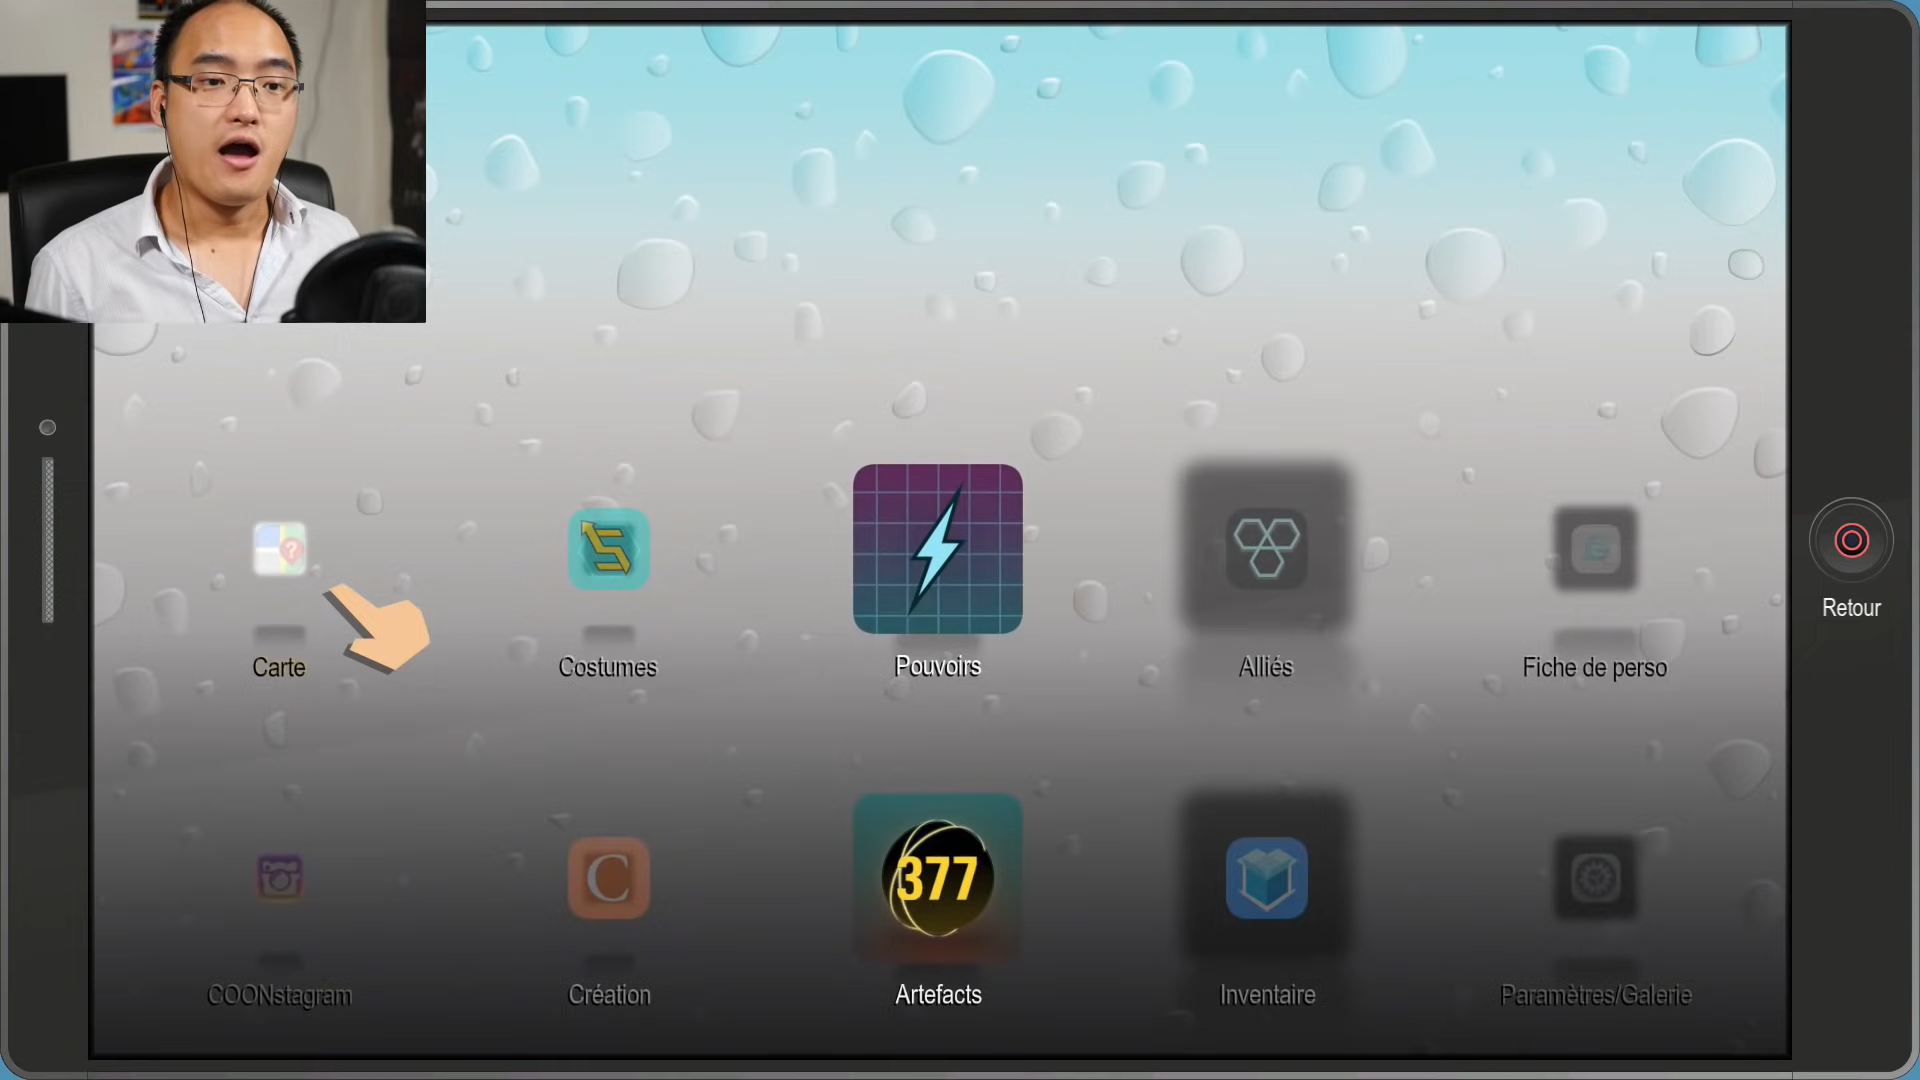 ?
Carte
Costumes
Pouvoirs
Alliés
Fiche de perso
Retour
C
377
COONstagram
Création
Artefacts
Inventaire
Paramètres/Galerie